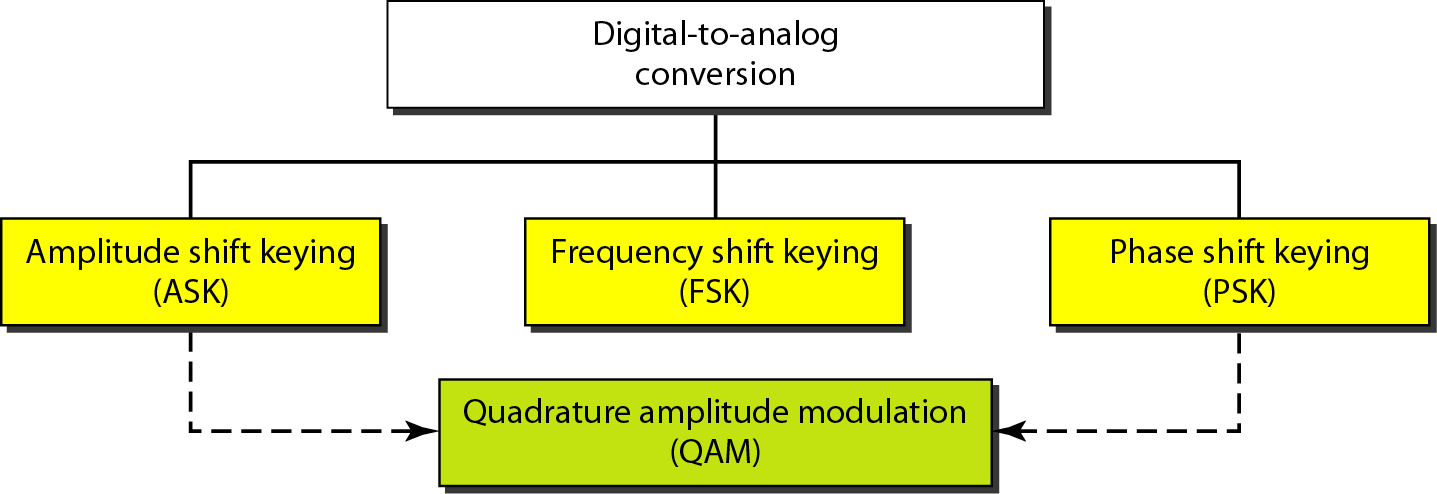 Digital-to-analog
conversion
Amplitude shift keying
(ASK)
Frequency shift keying
(FSK)
Phase shift keying
(PSK)
Quadrature amplitude modulation
(QAM)